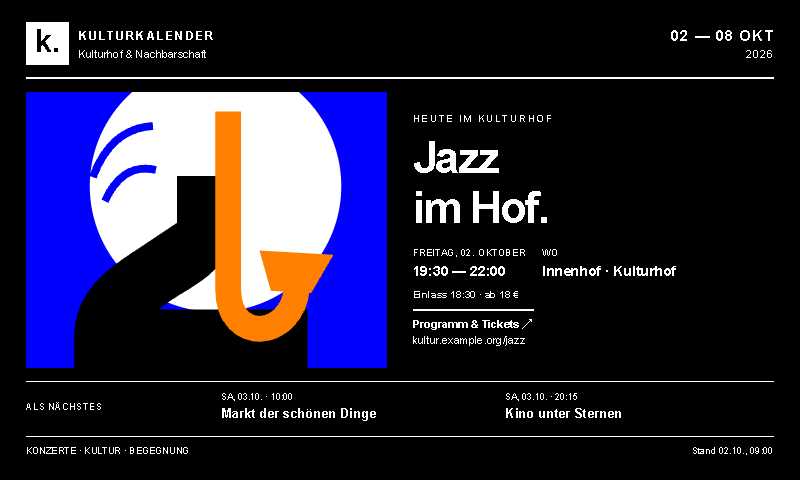 k.
KULTURKALENDER
Kulturhof & Nachbarschaft
02 — 08 OKT
2026
HEUTE IM KULTURHOF
Jazz
im Hof.
FREITAG, 02. OKTOBER
19:30 — 22:00
WO
Innenhof · Kulturhof
Einlass 18:30 · ab 18 €
Programm & Tickets ↗
kultur.example.org/jazz
ALS NÄCHSTES
SA, 03.10. · 10:00
Markt der schönen Dinge
SA, 03.10. · 20:15
Kino unter Sternen
KONZERTE · KULTUR · BEGEGNUNG
Stand 02.10., 09:00